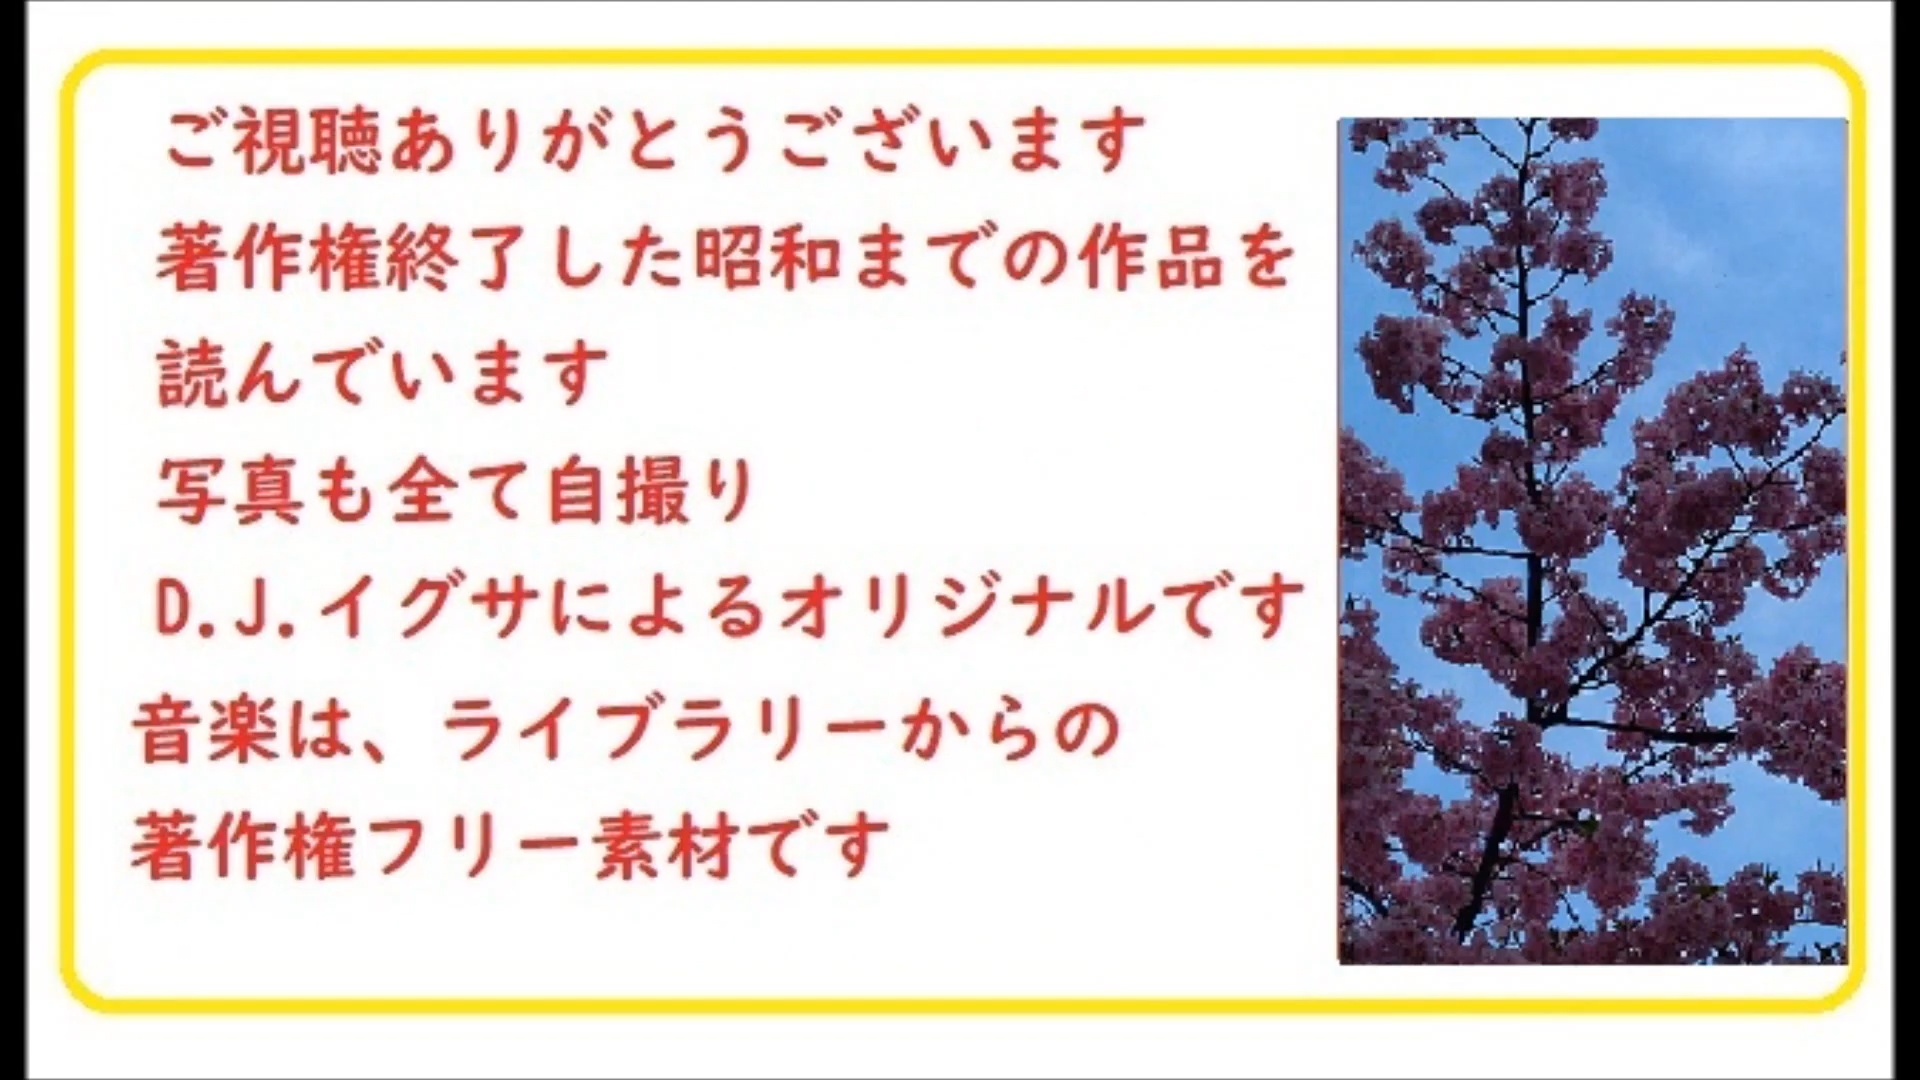 ご視聴ありがとうございます
著作権終了した昭和までの作品を
読んでいます
写真も全て自撮り
D.J.イグサによるオリジナルです
音楽は、ライブラリーからの
著作権フリー素材です